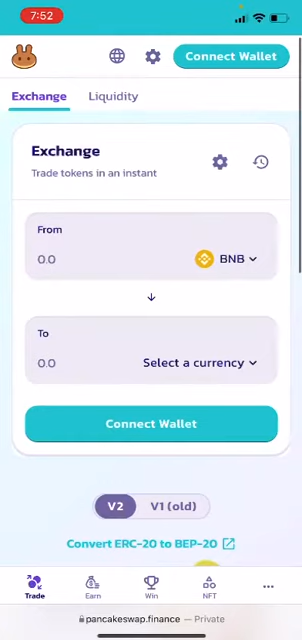 7:52
Connect Wallet
Exchange
Liquidity
Exchange
Trade tokens in an instant
From
0.0
BNB
To
0.0
Select a currency
Connect Wallet
V2
V1 (old)
Convert ERC-20 to BEP-20
Trade
Earn
Win
NFT
pancakeswap.finance — Private